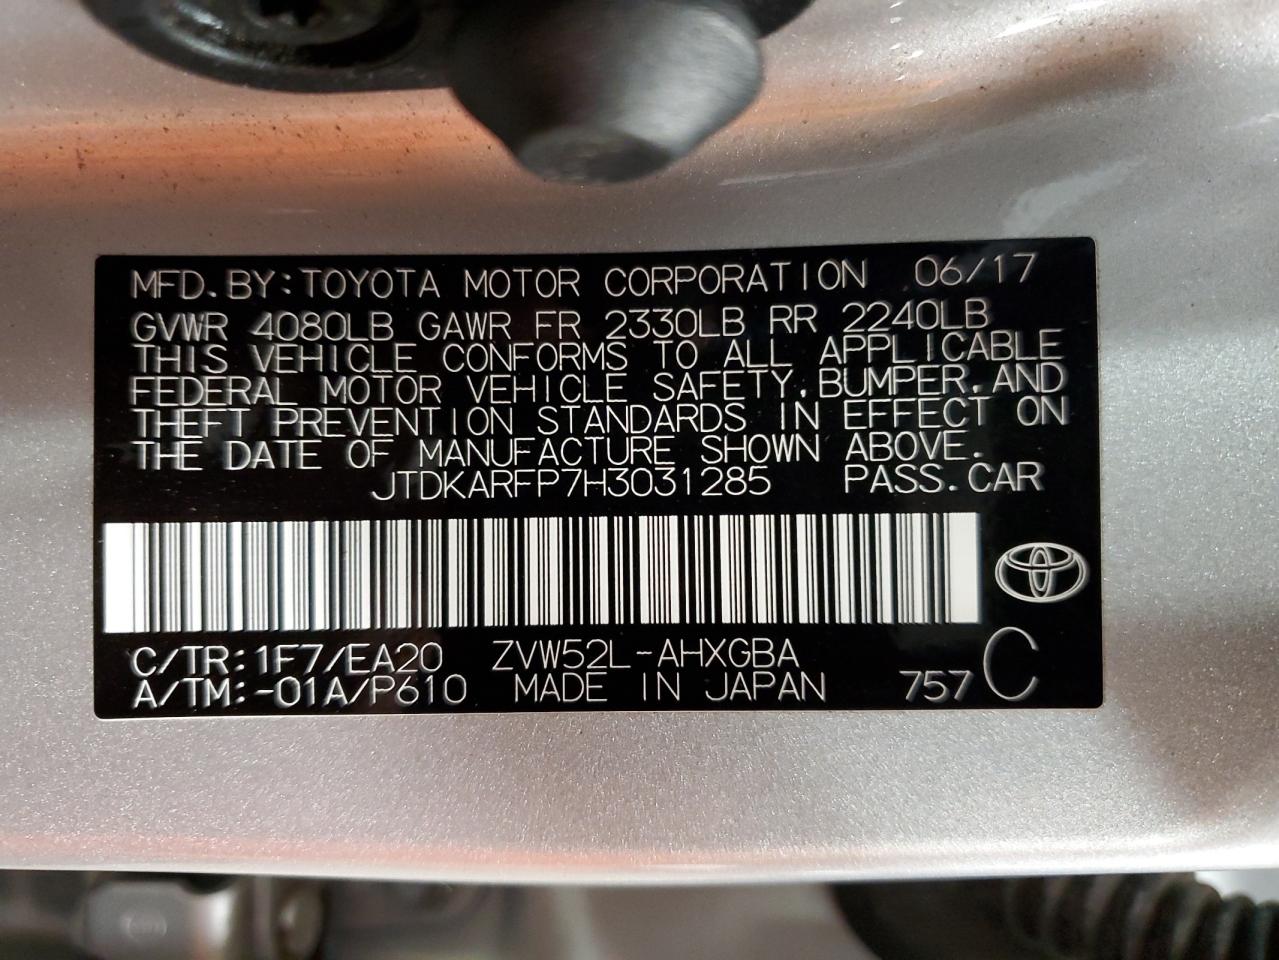 MFD.BY:TOYOTA MOTOR CORPORATION 06/17
GVWR 4080LB GAWR FR 2330LB RR 2240LB
THIS VEHICLE CONFORMS TO ALL APPLICABLE
FEDERAL MOTOR VEHICLE SAFETY,BUMPER,AND
THEFT PREVENTION STANDARDS IN EFFECT ON
THE DATE OF MANUFACTURE SHOWN ABOVE.
JTDKARFP7H3031285 PASS.CAR
C/TR:1F7/EA20 ZVW52L-AHXGBA
A/TM:-01A/P610 MADE IN JAPAN 757 C